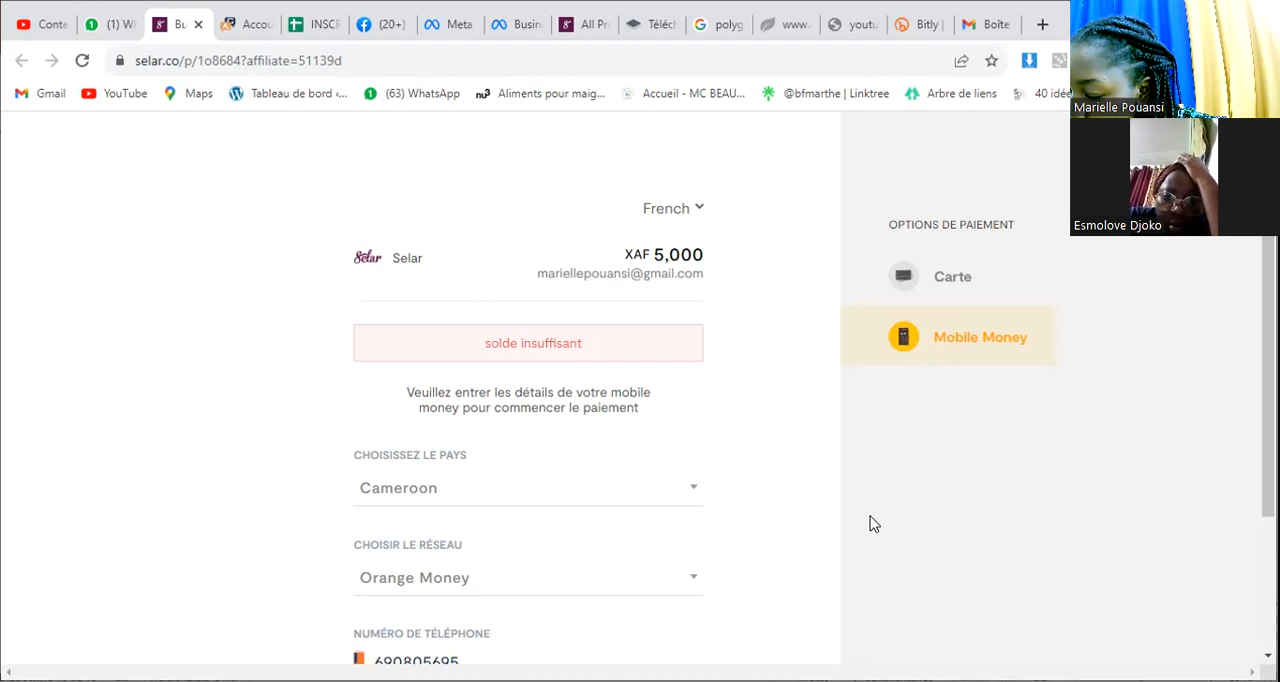 Conte
(1) W
Bu
Accou
INSCR
(20+)
Meta
Busin
All Pr
Téléch
polyg
www.
youtu
Bitly |
Boîte
selar.co/p/1o8684?affiliate=51139d
Gmail
YouTube
Maps
Tableau de bord ‹...
(63) WhatsApp
Aliments pour maig...
Accueil - MC BEAU...
@bfmarthe | Linktree
Arbre de liens
40 idée
Marielle Pouansi
Esmolove Djoko
French
Selar Selar
XAF 5,000
mariellepouansi@gmail.com
solde insuffisant
Veuillez entrer les détails de votre mobile
money pour commencer le paiement
CHOISISSEZ LE PAYS
Cameroon
CHOISIR LE RÉSEAU
Orange Money
NUMÉRO DE TÉLÉPHONE
690805695
OPTIONS DE PAIEMENT
Carte
Mobile Money